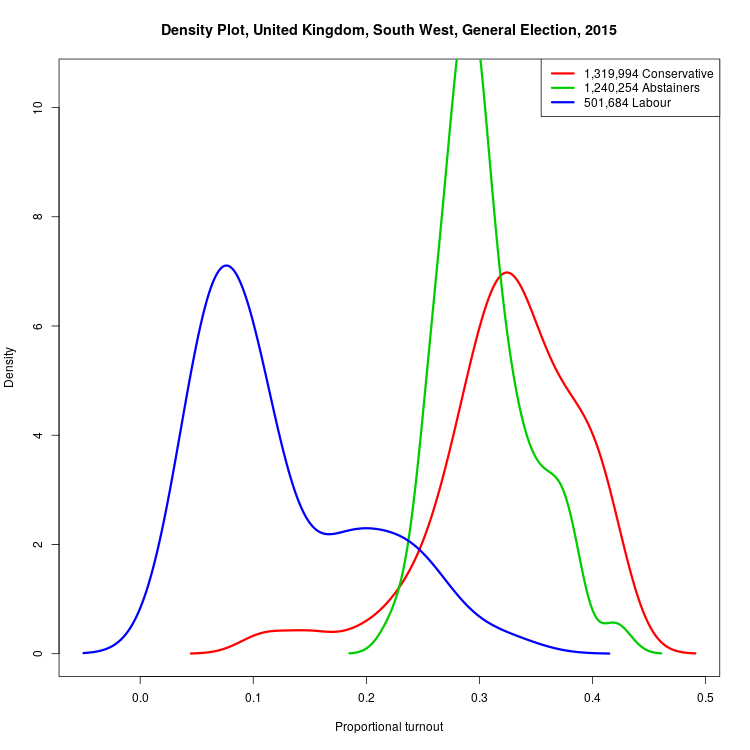 Density Plot, United Kingdom, South West, General Election, 2015
1,319,994 Conservative
1,240,254 Abstainers
501,684 Labour
Density
10
8
6
4
2
0
0.0 0.1 0.2 0.3 0.4 0.5
Proportional turnout